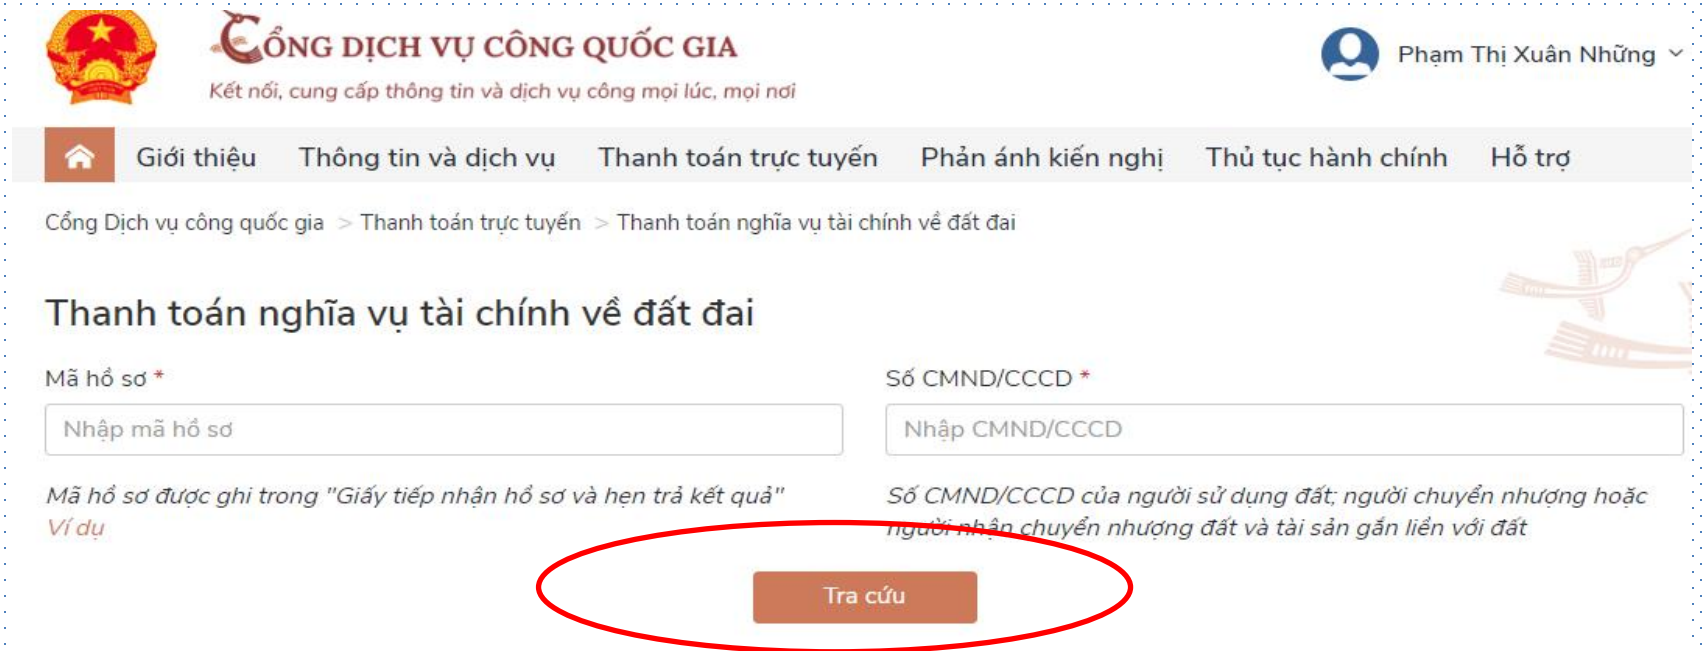 CỔNG DỊCH VỤ CÔNG QUỐC GIA
Kết nối, cung cấp thông tin và dịch vụ công mọi lúc, mọi nơi
Phạm Thị Xuân Những
Giới thiệu Thông tin và dịch vụ Thanh toán trực tuyến Phản ánh kiến nghị Thủ tục hành chính Hỗ trợ
Cổng Dịch vụ công quốc gia > Thanh toán trực tuyến > Thanh toán nghĩa vụ tài chính về đất đai
Thanh toán nghĩa vụ tài chính về đất đai
Mã hồ sơ *
Nhập mã hồ sơ
Mã hồ sơ được ghi trong "Giấy tiếp nhận hồ sơ và hẹn trả kết quả"
Ví dụ
Số CMND/CCCD *
Nhập CMND/CCCD
Số CMND/CCCD của người sử dụng đất; người chuyển nhượng hoặc
người nhận chuyển nhượng đất và tài sản gắn liền với đất
Tra cứu